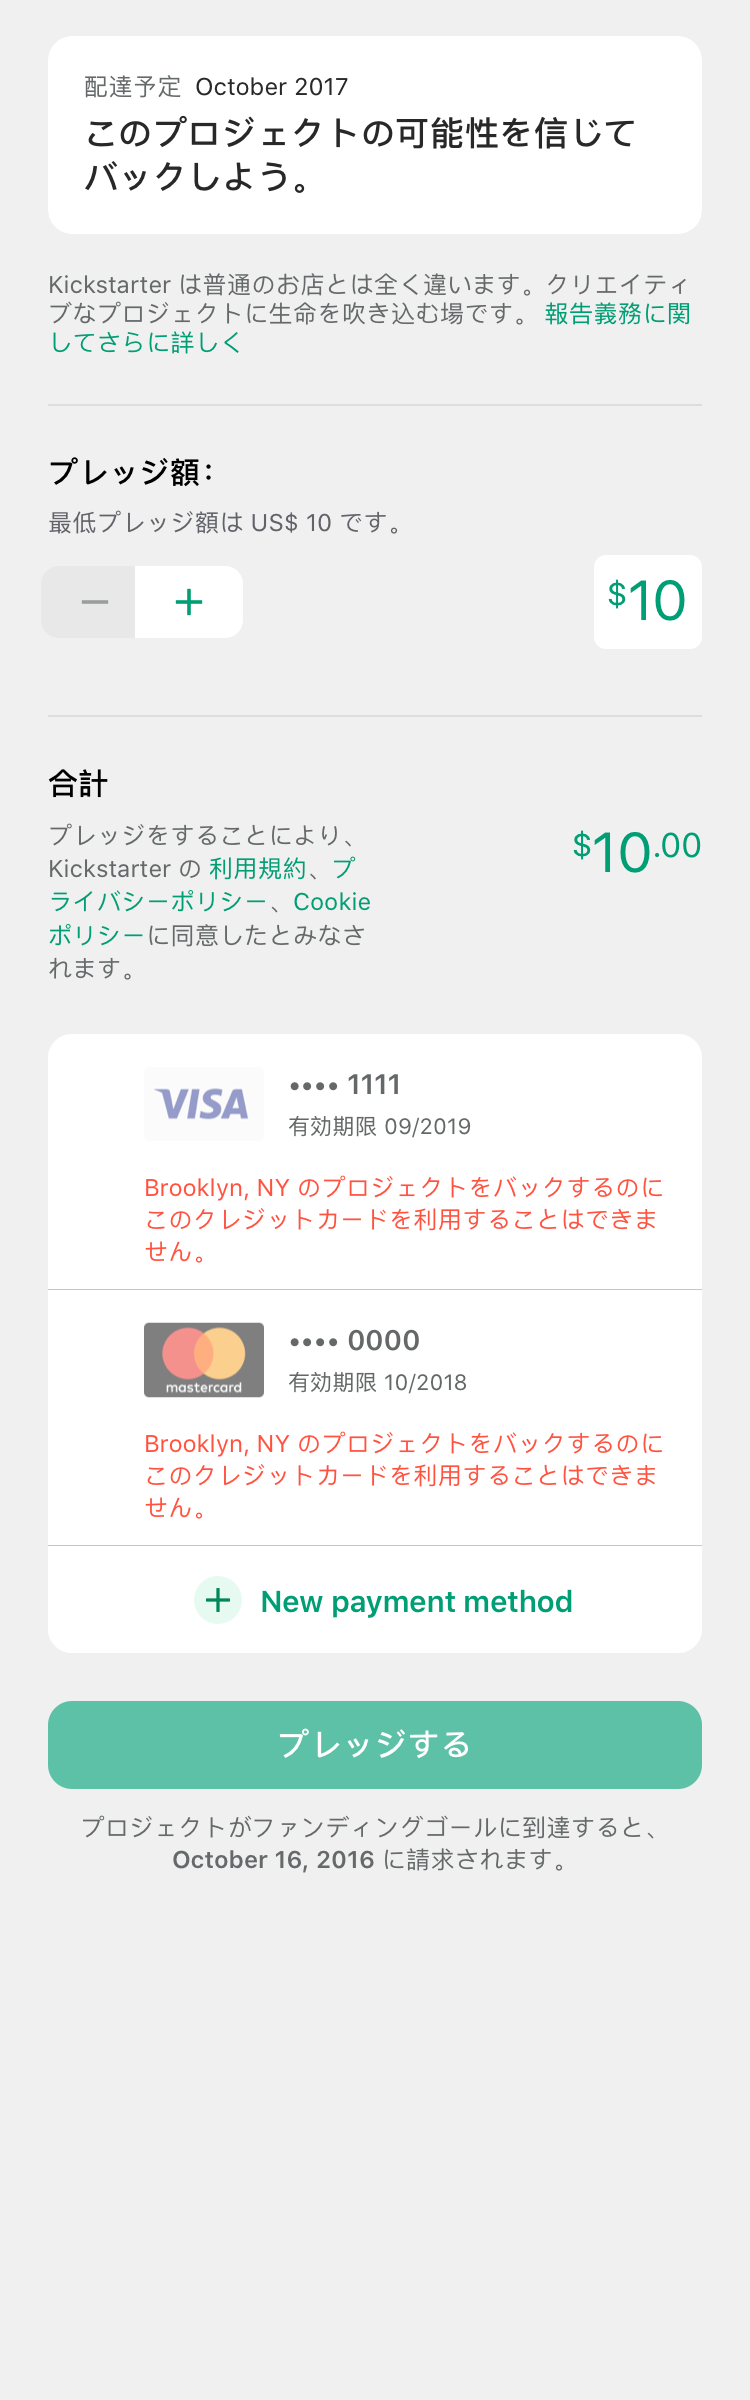 配達予定 October 2017
このプロジェクトの可能性を信じて
バックしよう。
Kickstarter は普通のお店とは全く違います。クリエイティ
ブなプロジェクトに生命を吹き込む場です。 報告義務に関
してさらに詳しく
プレッジ額:
最低プレッジ額は US$ 10 です。
− +
$10
合計
プレッジをすることにより、
Kickstarter の 利用規約、プ
ライバシーポリシー、Cookie
ポリシーに同意したとみなさ
れます。
$10.00
VISA
•••• 1111
有効期限 09/2019
Brooklyn, NY のプロジェクトをバックするのに
このクレジットカードを利用することはできま
せん。
mastercard
•••• 0000
有効期限 10/2018
Brooklyn, NY のプロジェクトをバックするのに
このクレジットカードを利用することはできま
せん。
+ New payment method
プレッジする
プロジェクトがファンディングゴールに到達すると、
October 16, 2016 に請求されます。